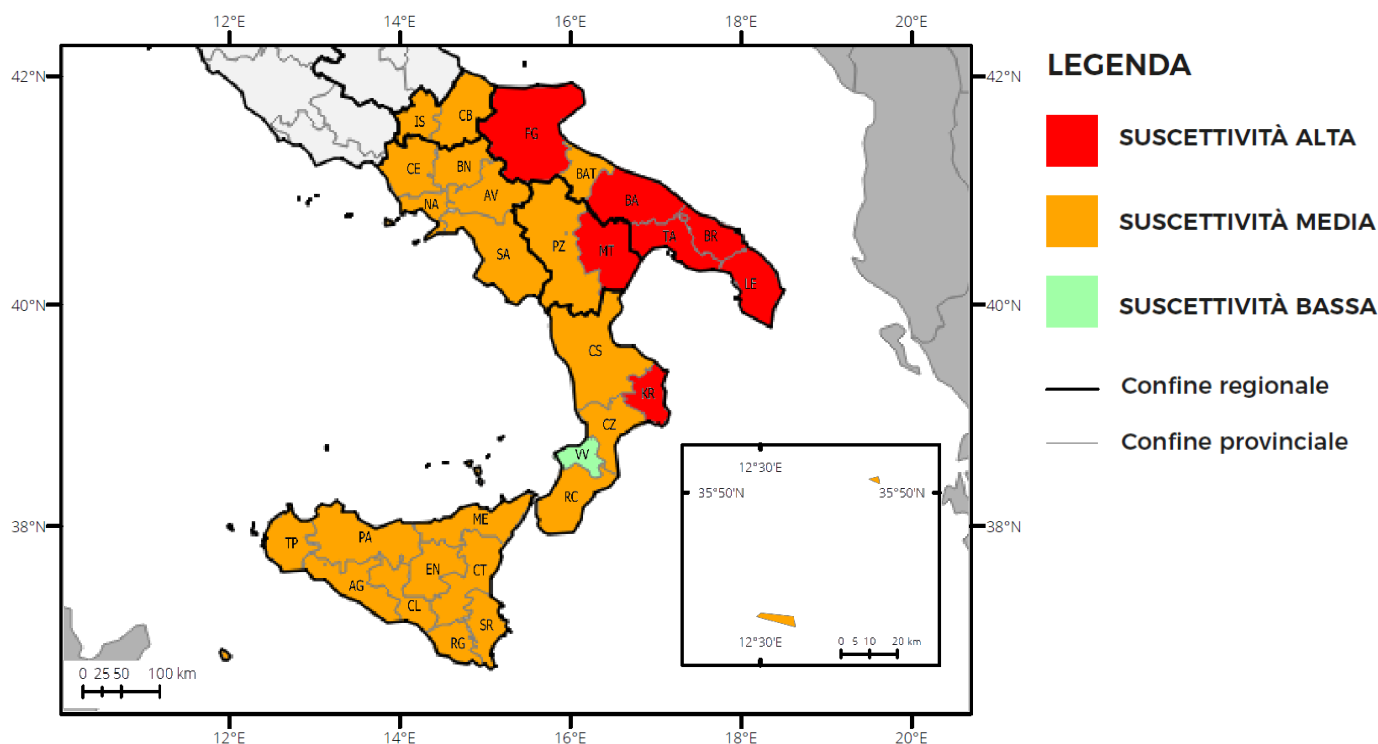 12°E 14°E 16°E 18°E 20°E
42°N 42°N
LEGENDA
SUSCETTIVITÀ ALTA
SUSCETTIVITÀ MEDIA
SUSCETTIVITÀ BASSA
Confine regionale
Confine provinciale
IS CB FG
CE BN BAT
NA AV BA
SA PZ MT TA BR
LE
40°N 40°N
CS
KR
CZ
VV
RC
ME
38°N 38°N
TP PA
AG EN CT
CL
RG SR
12°30'E
35°50'N 35°50'N
12°30'E
0 5 10 20 km
0 25 50 100 km
12°E 14°E 16°E 18°E 20°E